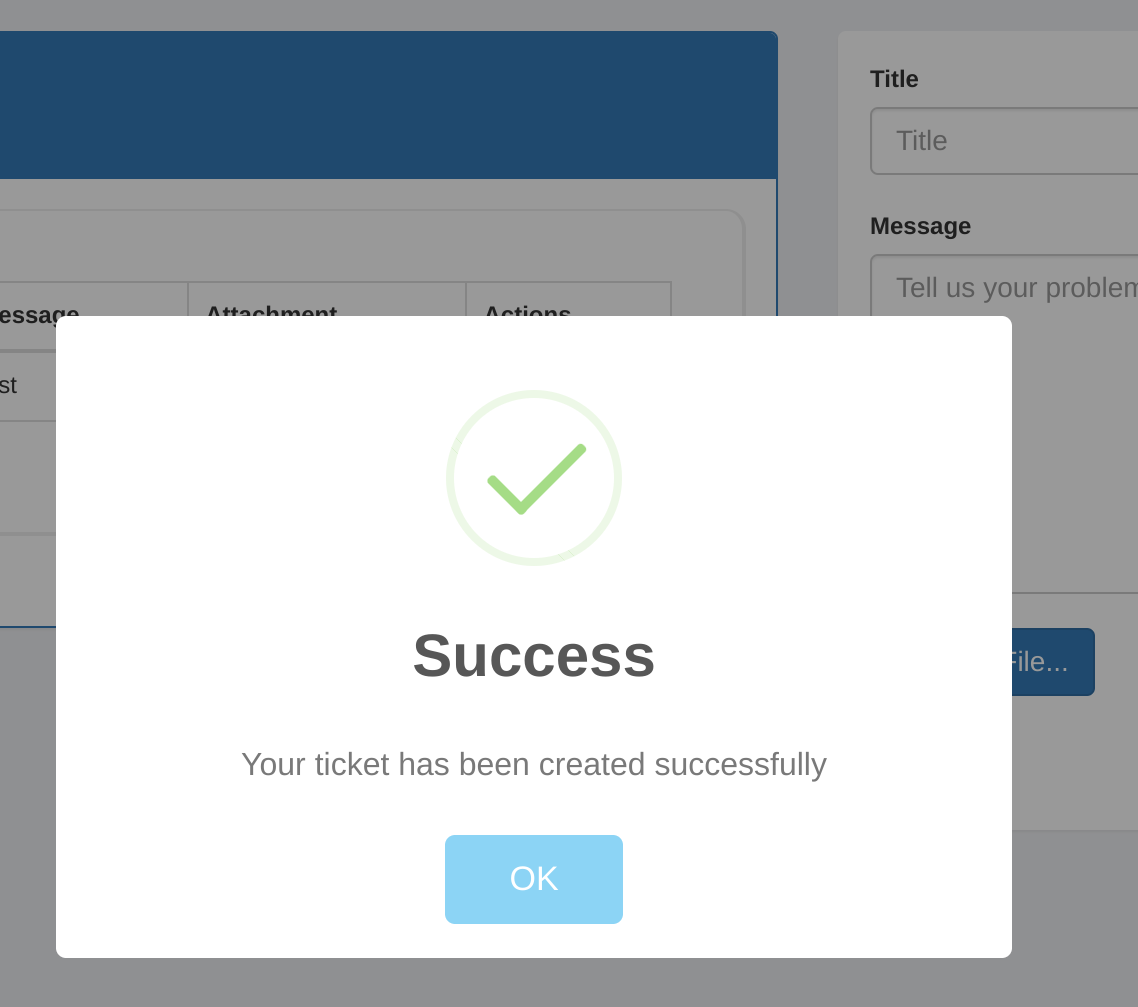 Title
Title
Message
Tell us your problem
essage Attachment Actions
st
File...
Success
Your ticket has been created successfully
OK